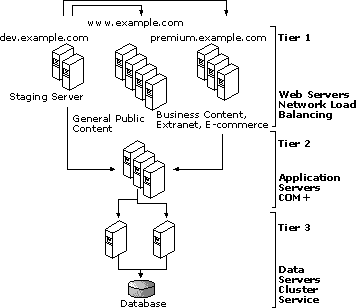 www.example.com
dev.example.com
premium.example.com
Tier 1
Staging Server
Web Servers
Network Load
Balancing
General Public
Content
Business Content,
Extranet, E-commerce
Tier 2
Application
Servers
COM+
Tier 3
Data
Servers
Cluster
Service
Database